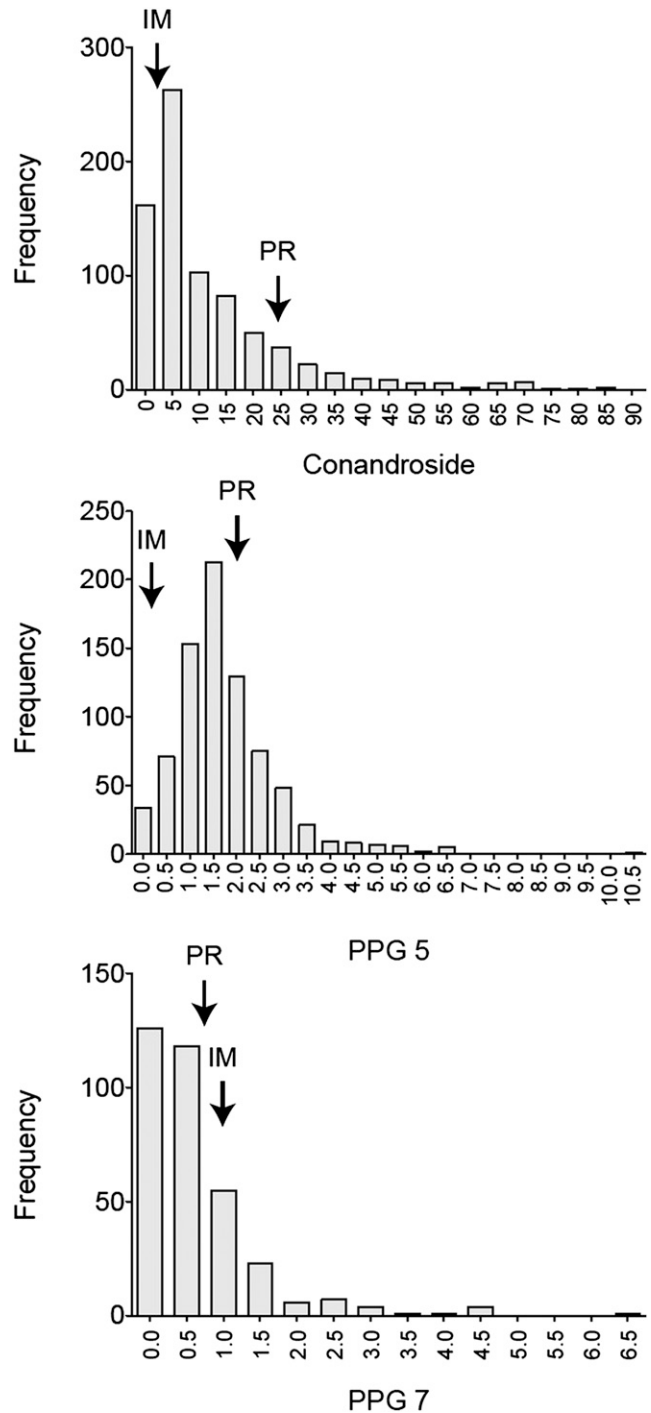 IM
300
200
100
0
Frequency
PR
0 5 10 15 20 25 30 35 40 45 50 55 60 65 70 75 80 85 90
Conandroside
PR
IM
250
200
150
100
50
0
Frequency
0.0 0.5 1.0 1.5 2.0 2.5 3.0 3.5 4.0 4.5 5.0 5.5 6.0 6.5 7.0 7.5 8.0 8.5 9.0 9.5 10.0 10.5
PPG 5
PR
IM
150
100
50
0
Frequency
0.0 0.5 1.0 1.5 2.0 2.5 3.0 3.5 4.0 4.5 5.0 5.5 6.0 6.5
PPG 7